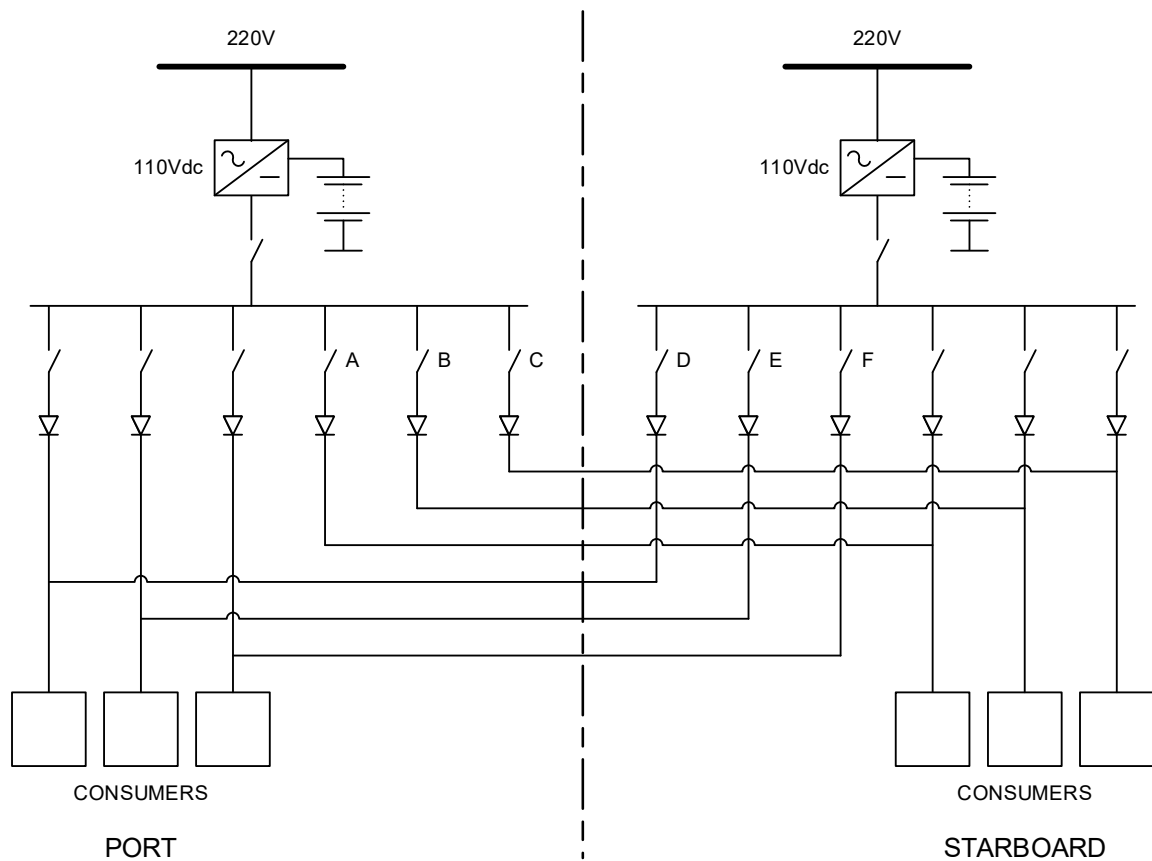 220V
220V
110Vdc
110Vdc
A
B
C
D
E
F
CONSUMERS
CONSUMERS
PORT
STARBOARD